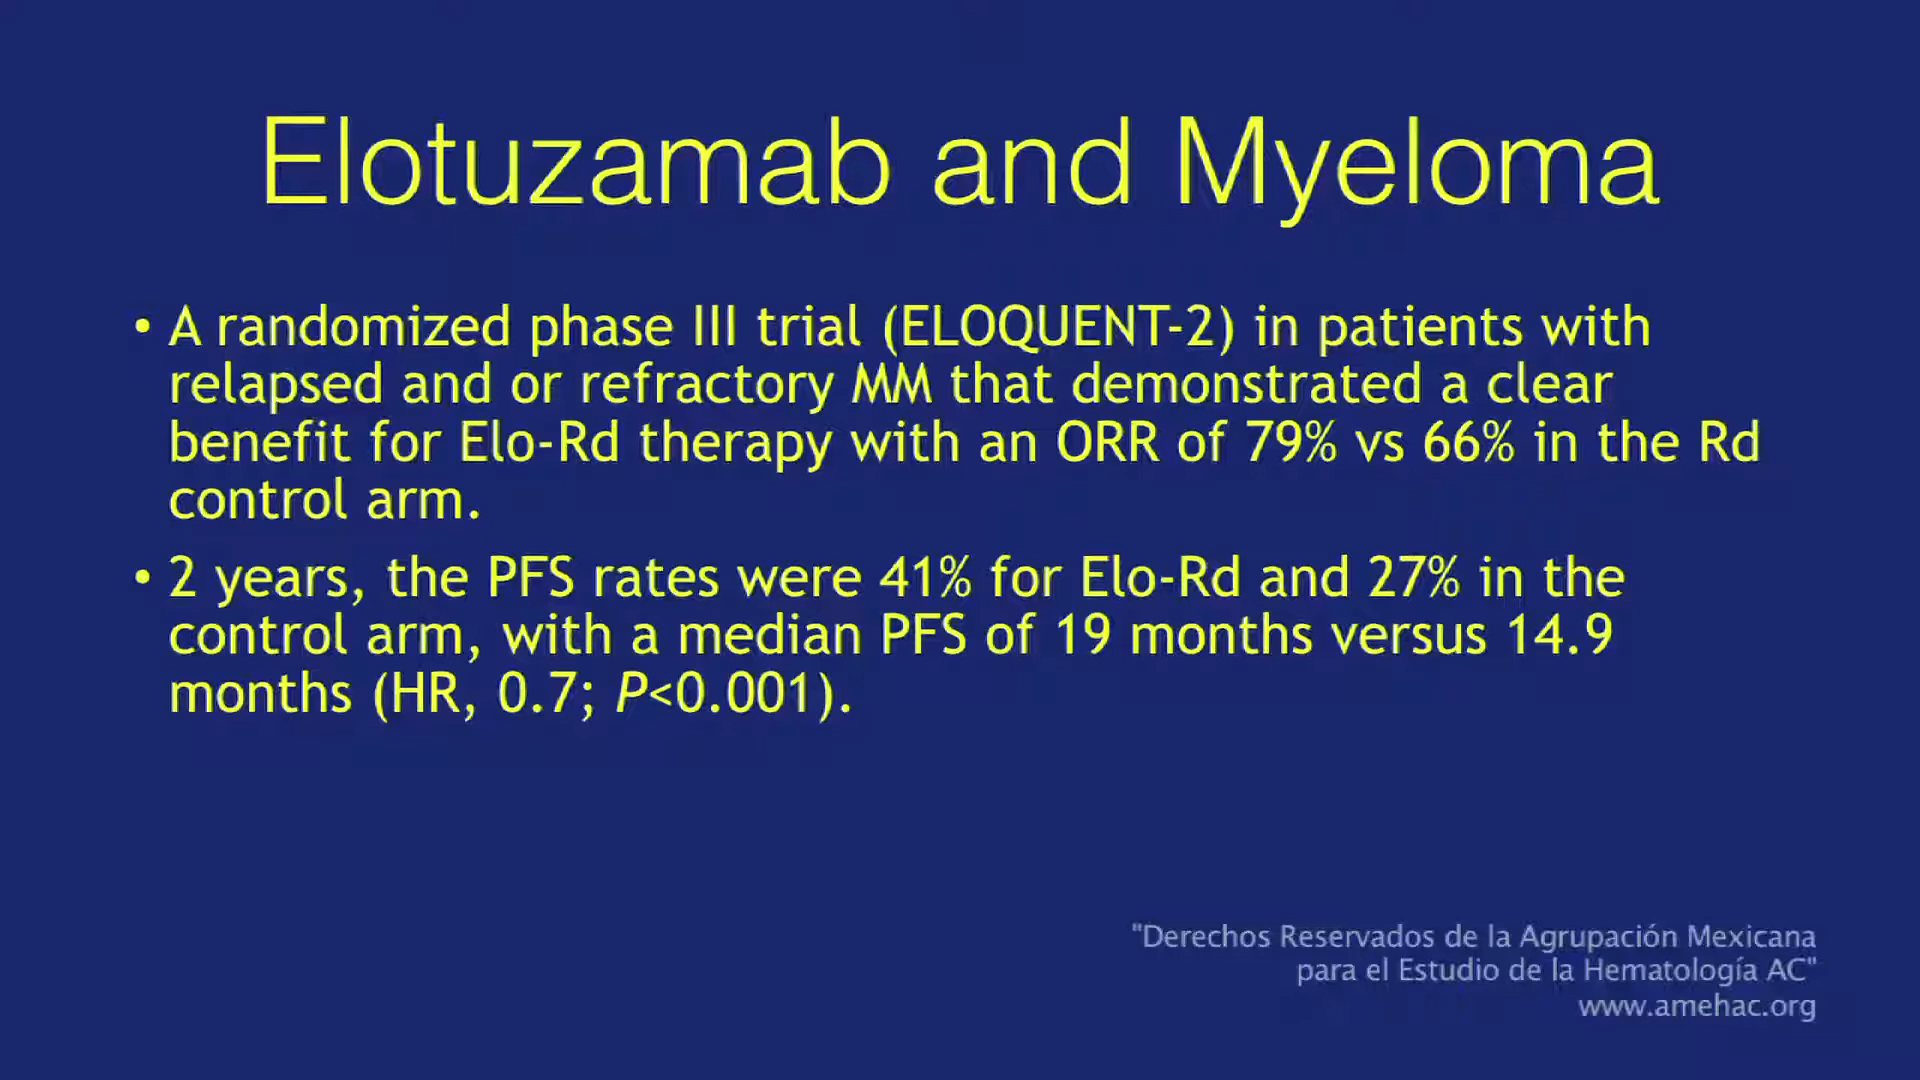 Elotuzamab and Myeloma
• A randomized phase III trial (ELOQUENT-2) in patients with
relapsed and or refractory MM that demonstrated a clear
benefit for Elo-Rd therapy with an ORR of 79% vs 66% in the Rd
control arm.
• 2 years, the PFS rates were 41% for Elo-Rd and 27% in the
control arm, with a median PFS of 19 months versus 14.9
months (HR, 0.7; P<0.001).
"Derechos Reservados de la Agrupación Mexicana
para el Estudio de la Hematología AC"
www.amehac.org